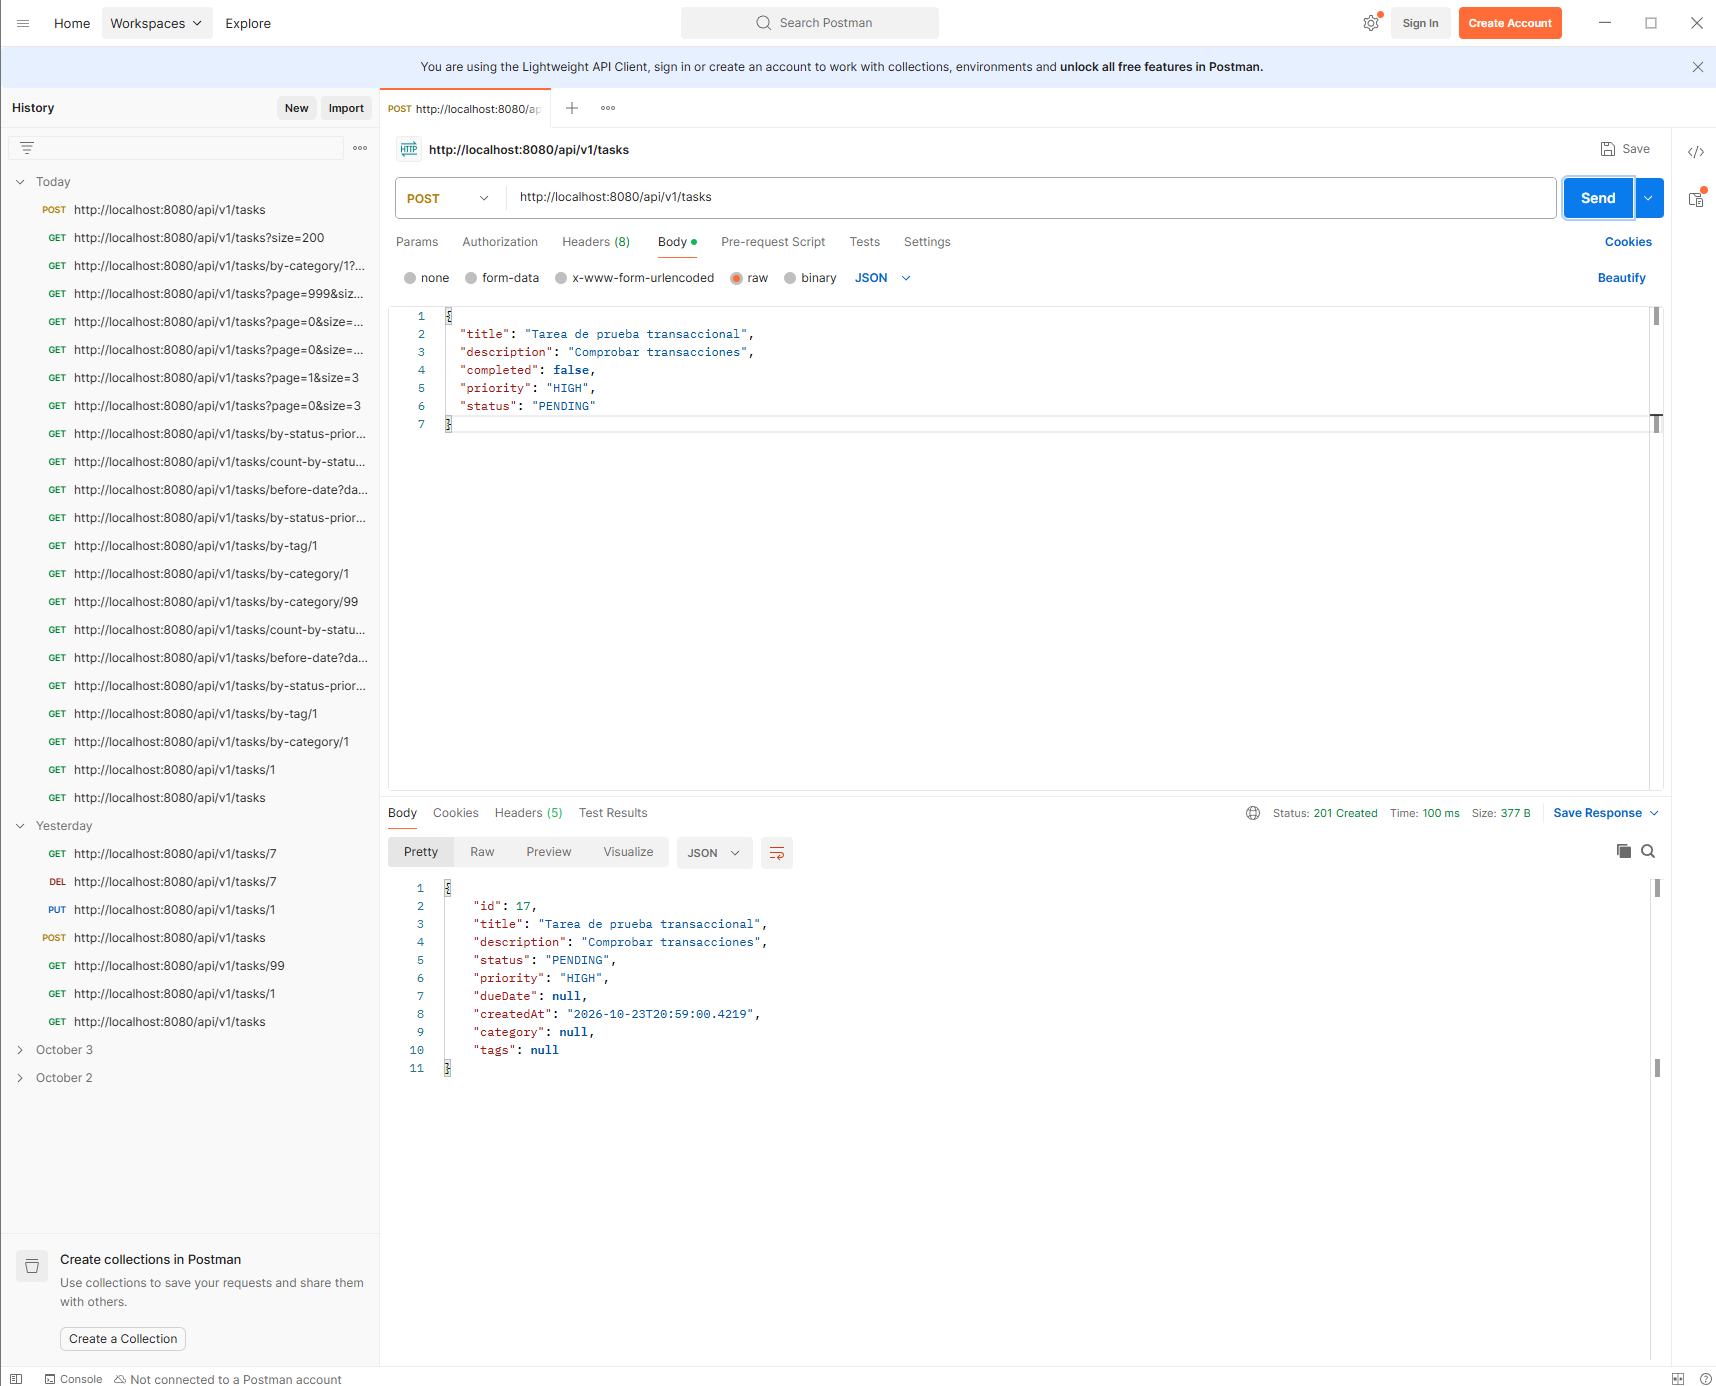 Home Workspaces Explore Search Postman Sign In Create Account
You are using the Lightweight API Client, sign in or create an account to work with collections, environments and unlock all free features in Postman.
History New Import
Today
POST http://localhost:8080/api/v1/tasks
GET http://localhost:8080/api/v1/tasks?size=200
GET http://localhost:8080/api/v1/tasks/by-category/1?...
GET http://localhost:8080/api/v1/tasks?page=999&siz...
GET http://localhost:8080/api/v1/tasks?page=0&size=...
GET http://localhost:8080/api/v1/tasks?page=0&size=...
GET http://localhost:8080/api/v1/tasks?page=1&size=3
GET http://localhost:8080/api/v1/tasks?page=0&size=3
GET http://localhost:8080/api/v1/tasks/by-status-prior...
GET http://localhost:8080/api/v1/tasks/count-by-statu...
GET http://localhost:8080/api/v1/tasks/before-date?da...
GET http://localhost:8080/api/v1/tasks/by-status-prior...
GET http://localhost:8080/api/v1/tasks/by-tag/1
GET http://localhost:8080/api/v1/tasks/by-category/1
GET http://localhost:8080/api/v1/tasks/by-category/99
GET http://localhost:8080/api/v1/tasks/count-by-statu...
GET http://localhost:8080/api/v1/tasks/before-date?da...
GET http://localhost:8080/api/v1/tasks/by-status-prior...
GET http://localhost:8080/api/v1/tasks/by-tag/1
GET http://localhost:8080/api/v1/tasks/by-category/1
GET http://localhost:8080/api/v1/tasks/1
GET http://localhost:8080/api/v1/tasks
Yesterday
GET http://localhost:8080/api/v1/tasks/7
DEL http://localhost:8080/api/v1/tasks/7
PUT http://localhost:8080/api/v1/tasks/1
POST http://localhost:8080/api/v1/tasks
GET http://localhost:8080/api/v1/tasks/99
GET http://localhost:8080/api/v1/tasks/1
GET http://localhost:8080/api/v1/tasks
October 3
October 2
Create collections in Postman
Use collections to save your requests and share them
with others.
Create a Collection
POST http://localhost:8080/ap
HTTP http://localhost:8080/api/v1/tasks Save
POST http://localhost:8080/api/v1/tasks Send
Params Authorization Headers (8) Body Pre-request Script Tests Settings Cookies
none form-data x-www-form-urlencoded raw binary JSON Beautify
1 {
2 "title": "Tarea de prueba transaccional",
3 "description": "Comprobar transacciones",
4 "completed": false,
5 "priority": "HIGH",
6 "status": "PENDING"
7 }
Body Cookies Headers (5) Test Results Status: 201 Created Time: 100 ms Size: 377 B Save Response
Pretty Raw Preview Visualize JSON
1 {
2 "id": 17,
3 "title": "Tarea de prueba transaccional",
4 "description": "Comprobar transacciones",
5 "status": "PENDING",
6 "priority": "HIGH",
7 "dueDate": null,
8 "createdAt": "2026-10-23T20:59:00.4219",
9 "category": null,
10 "tags": null
11 }
Console Not connected to a Postman account